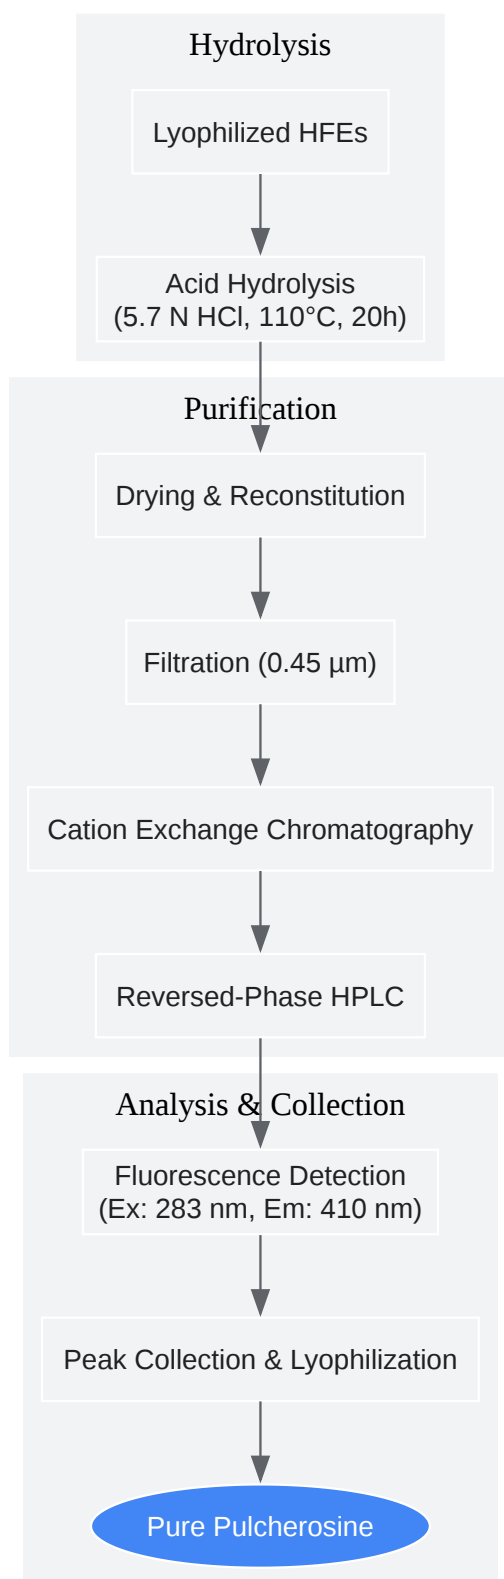 Hydrolysis
Lyophilized HFEs
Acid Hydrolysis
(5.7 N HCl, 110°C, 20h)
Purification
Drying & Reconstitution
Filtration (0.45 µm)
Cation Exchange Chromatography
Reversed-Phase HPLC
Analysis & Collection
Fluorescence Detection
(Ex: 283 nm, Em: 410 nm)
Peak Collection & Lyophilization
Pure Pulcherosine